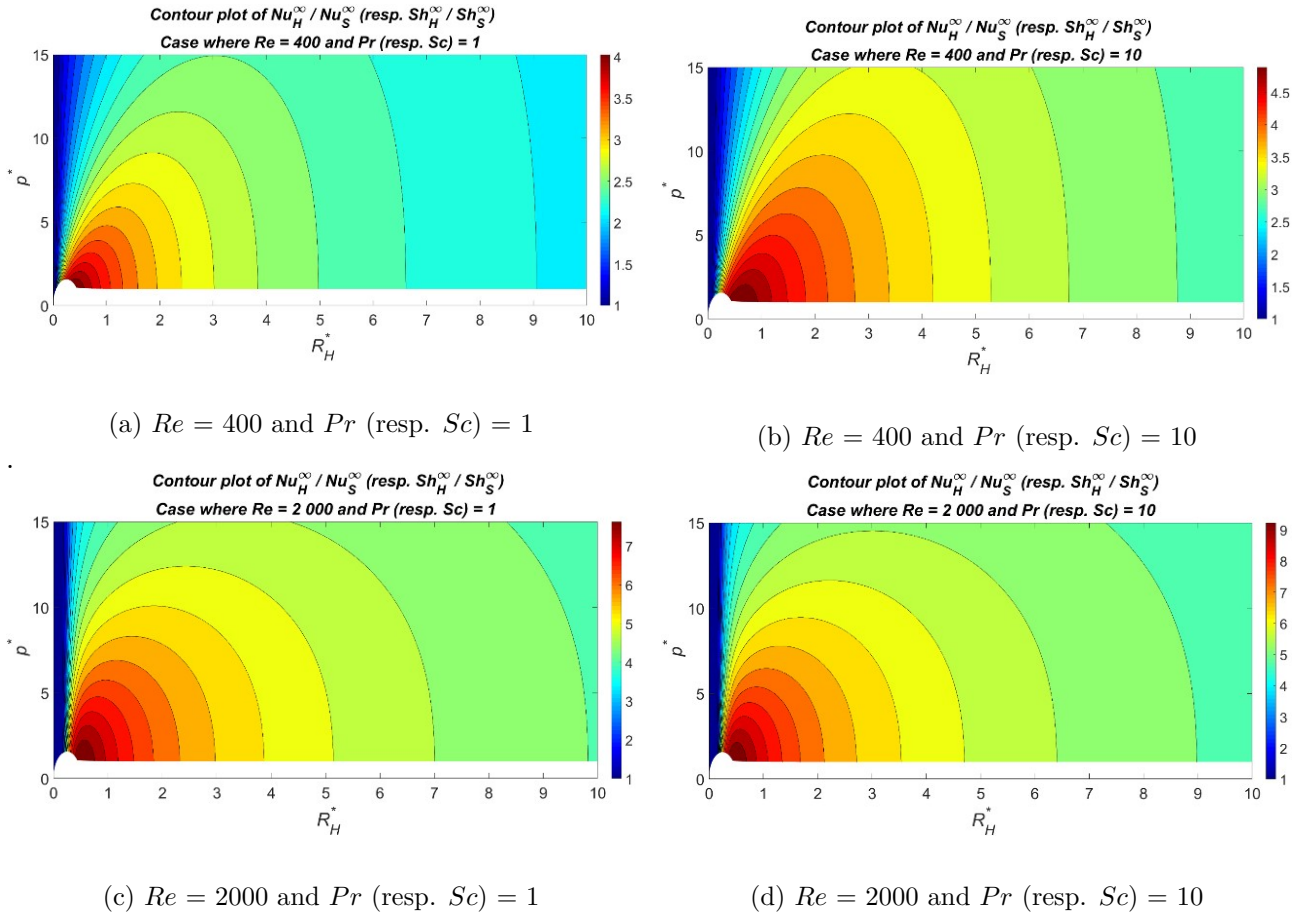 Contour plot of Nu_H^∞ / Nu_S^∞ (resp. Sh_H^∞ / Sh_S^∞)
Case where Re = 400 and Pr (resp. Sc) = 1
15
10
5
0
p*
0 1 2 3 4 5 6 7 8 9 10
R_H^*
4
3.5
3
2.5
2
1.5
1
(a) Re = 400 and Pr (resp. Sc) = 1
Contour plot of Nu_H^∞ / Nu_S^∞ (resp. Sh_H^∞ / Sh_S^∞)
Case where Re = 400 and Pr (resp. Sc) = 10
15
10
5
0
p*
0 1 2 3 4 5 6 7 8 9 10
R_H^*
4.5
4
3.5
3
2.5
2
1.5
1
(b) Re = 400 and Pr (resp. Sc) = 10
.
Contour plot of Nu_H^∞ / Nu_S^∞ (resp. Sh_H^∞ / Sh_S^∞)
Case where Re = 2 000 and Pr (resp. Sc) = 1
15
10
5
0
p*
0 1 2 3 4 5 6 7 8 9 10
R_H^*
7
6
5
4
3
2
1
(c) Re = 2000 and Pr (resp. Sc) = 1
Contour plot of Nu_H^∞ / Nu_S^∞ (resp. Sh_H^∞ / Sh_S^∞)
Case where Re = 2 000 and Pr (resp. Sc) = 10
15
10
5
0
p*
0 1 2 3 4 5 6 7 8 9 10
R_H^*
9
8
7
6
5
4
3
2
1
(d) Re = 2000 and Pr (resp. Sc) = 10